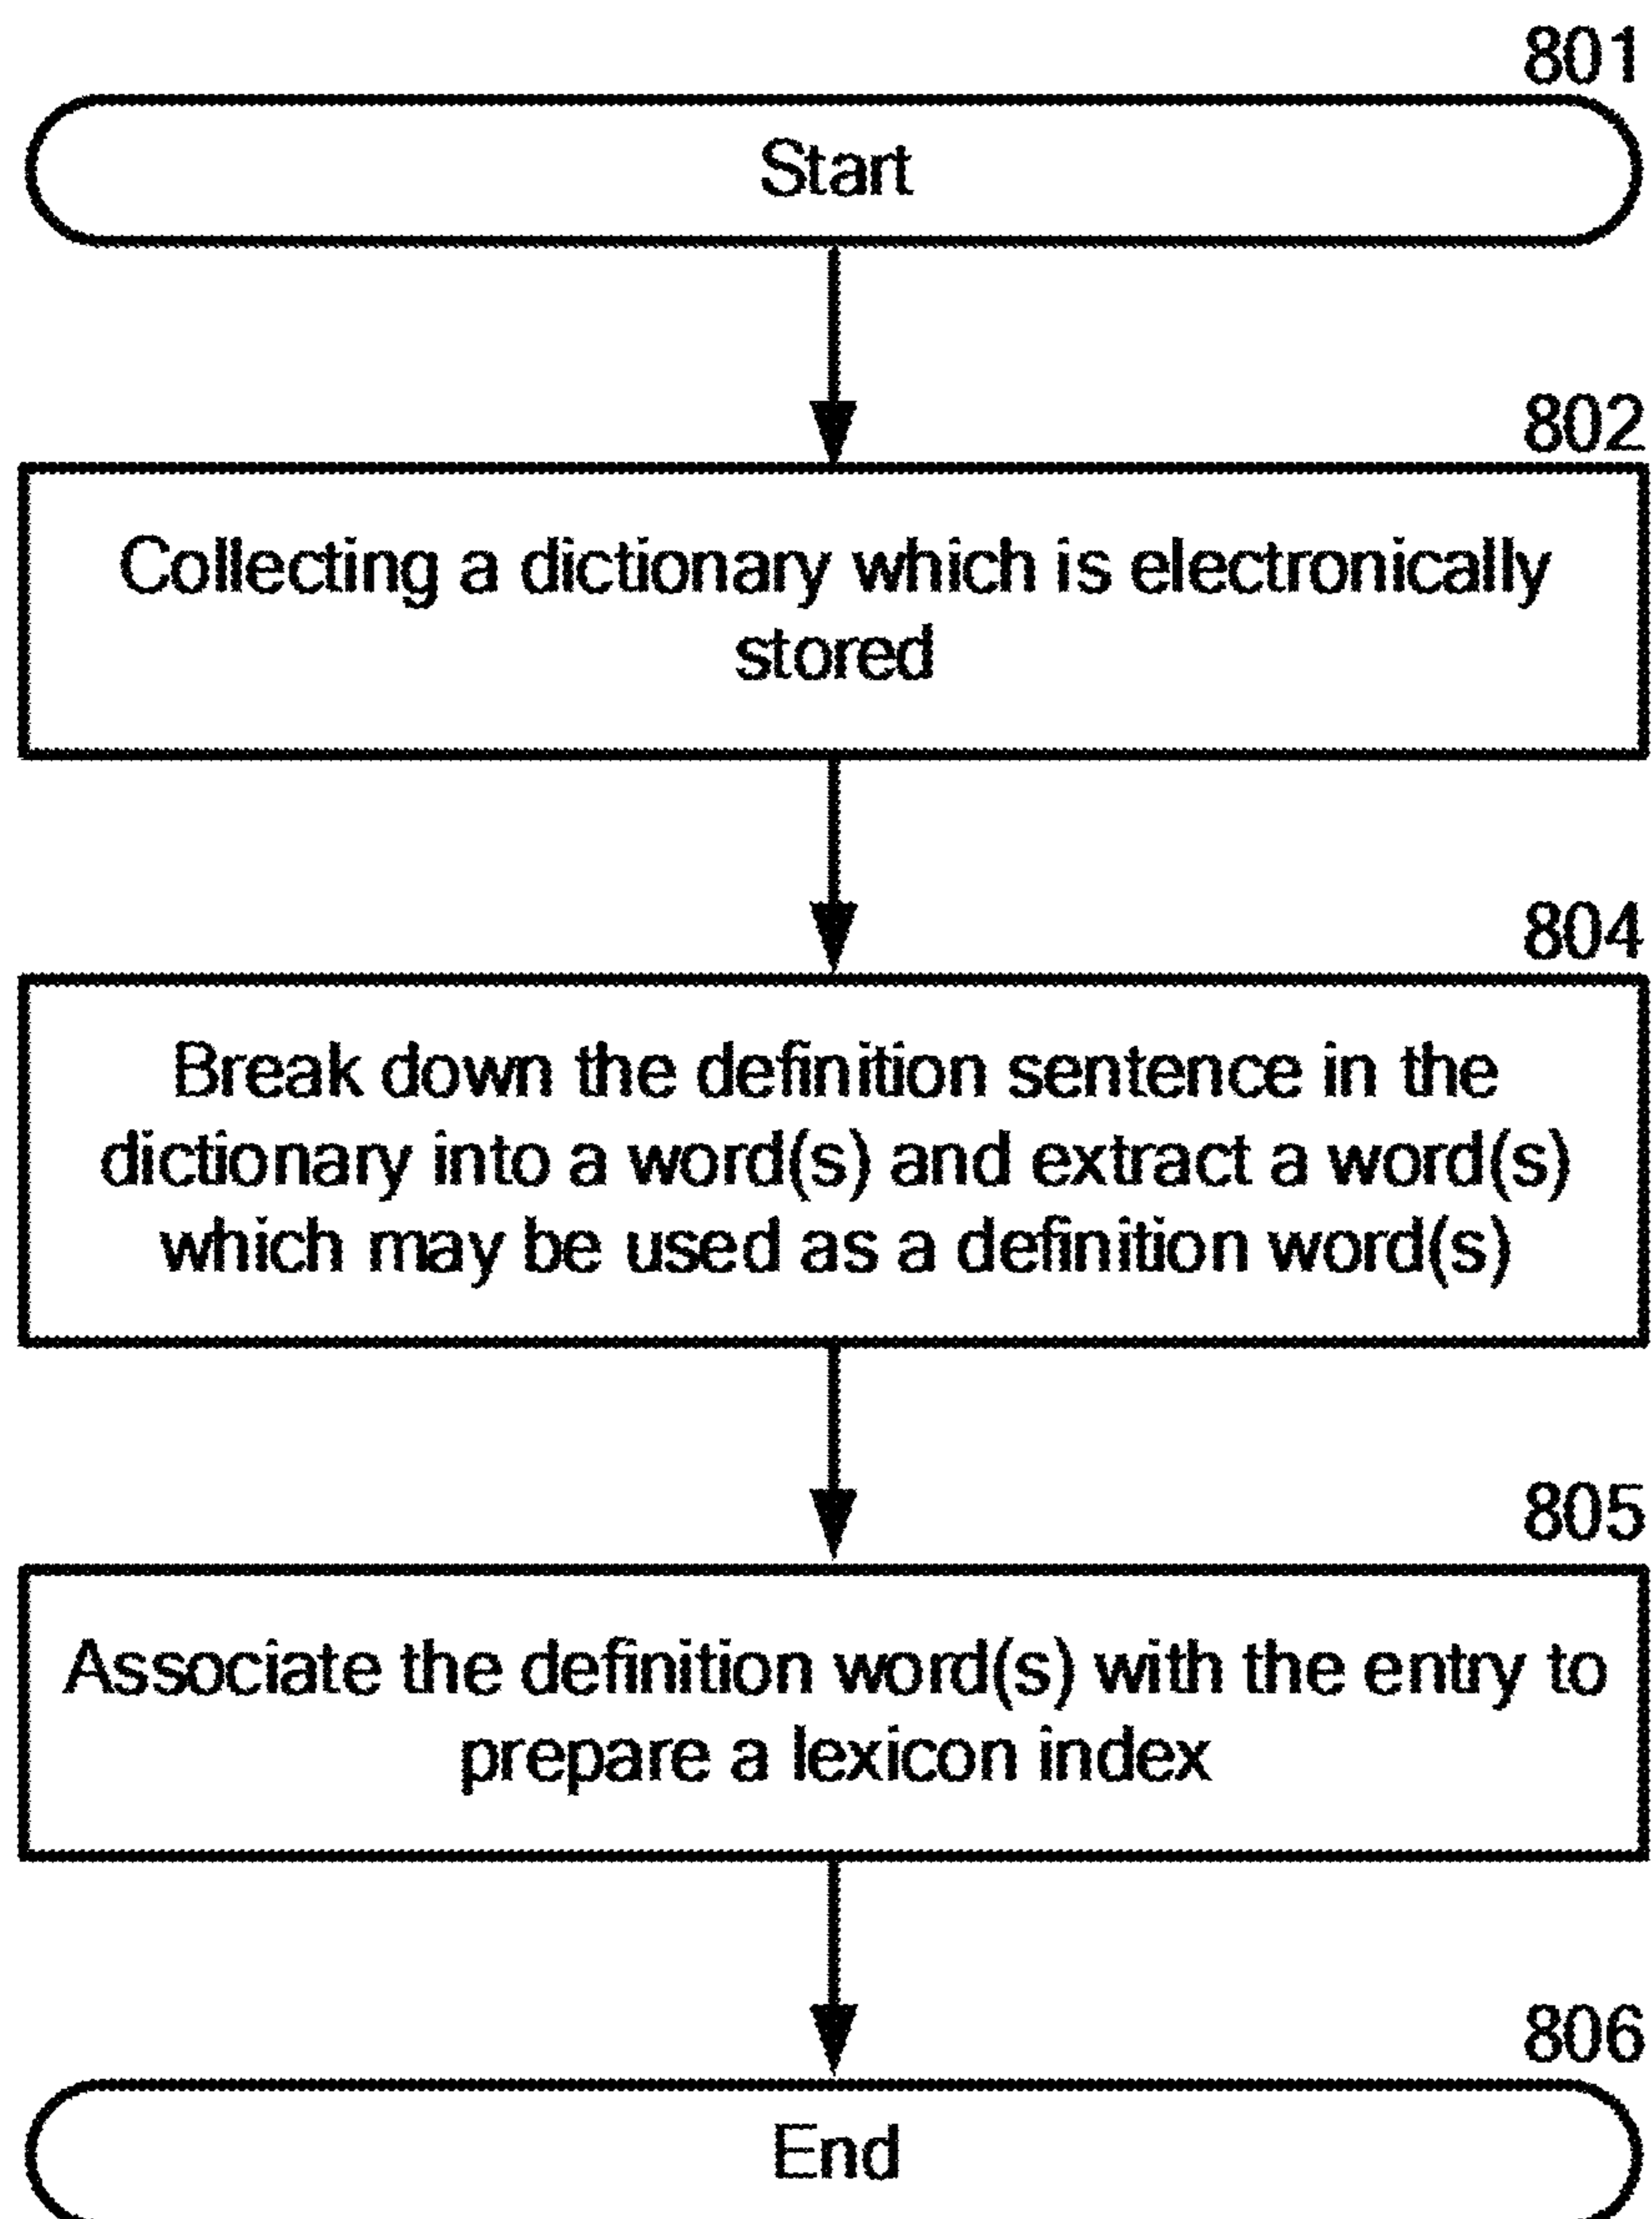 801
Start
802
Collecting a dictionary which is electronically
stored
804
Break down the definition sentence in the
dictionary into a word(s) and extract a word(s)
which may be used as a definition word(s)
805
Associate the definition word(s) with the entry to
prepare a lexicon index
806
End